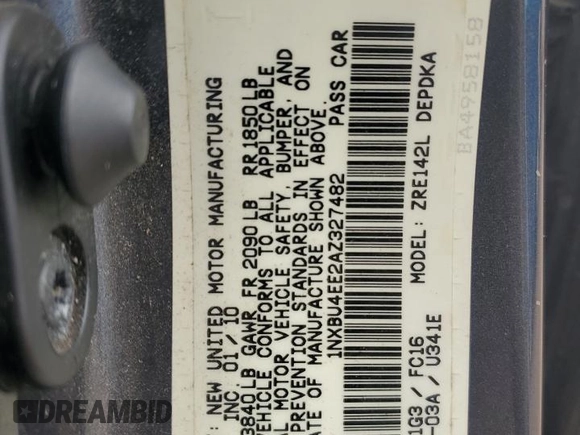 : NEW UNITED MOTOR MANUFACTURING
INC. 01/10
3840 LB GAWR FR 2090 LB RR 1850 LB
VEHICLE CONFORMS TO ALL APPLICABLE
AL MOTOR VEHICLE SAFETY, BUMPER, AND
PREVENTION STANDARDS IN EFFECT ON
OF MANUFACTURE SHOWN ABOVE.
1NXBU4EE2AZ327482 PASS CAR
1G3 / FC16 MODEL: ZRE142L DEPDKA
-03A / U341E
BA4958158
DREAMBID